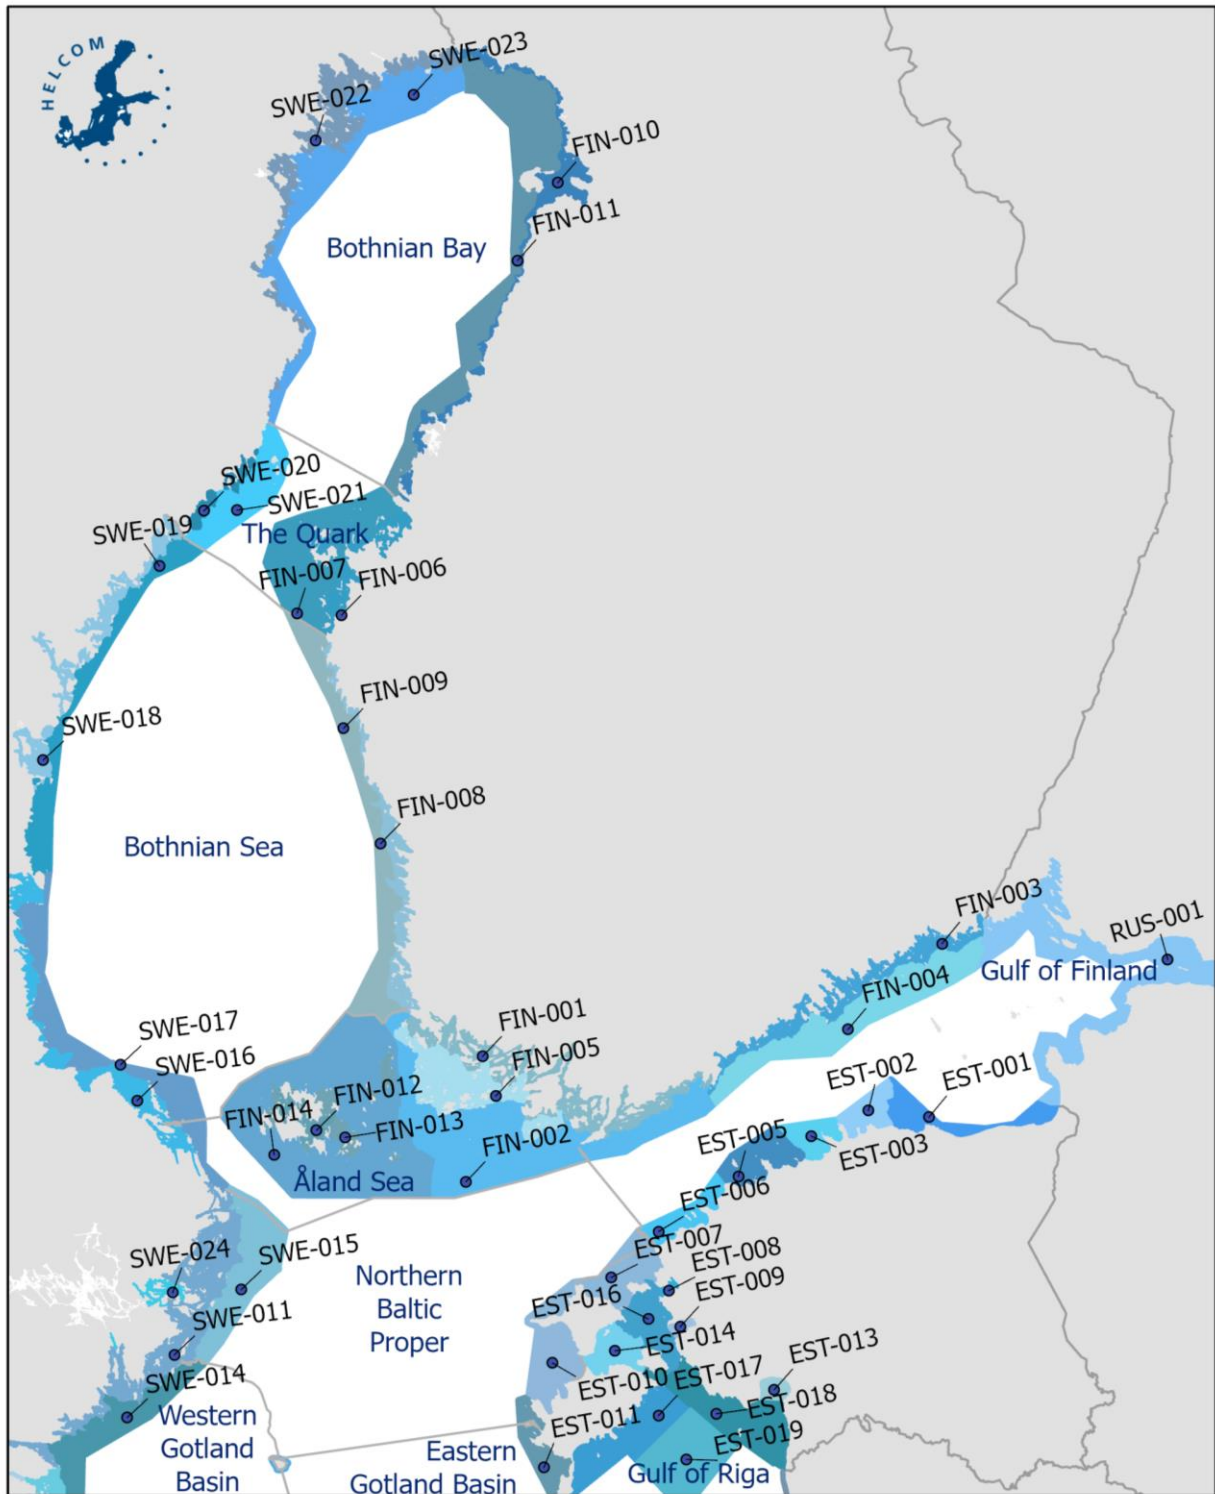 HELCOM
SWE-023
SWE-022
FIN-010
FIN-011
Bothnian Bay
SWE-020
SWE-021
SWE-019
The Quark
FIN-007
FIN-006
FIN-009
SWE-018
FIN-008
Bothnian Sea
FIN-003
RUS-001
Gulf of Finland
FIN-004
SWE-017
FIN-001
SWE-016
FIN-005
EST-002
EST-001
FIN-012
FIN-014
FIN-013
FIN-002
EST-005
EST-003
Åland Sea
EST-006
SWE-024
SWE-015
EST-007
EST-008
Northern
Baltic
Proper
EST-009
EST-016
SWE-011
EST-014
EST-013
EST-010
EST-017
SWE-014
EST-011
EST-018
Western
Gotland
Basin
Eastern
Gotland Basin
EST-019
Gulf of Riga